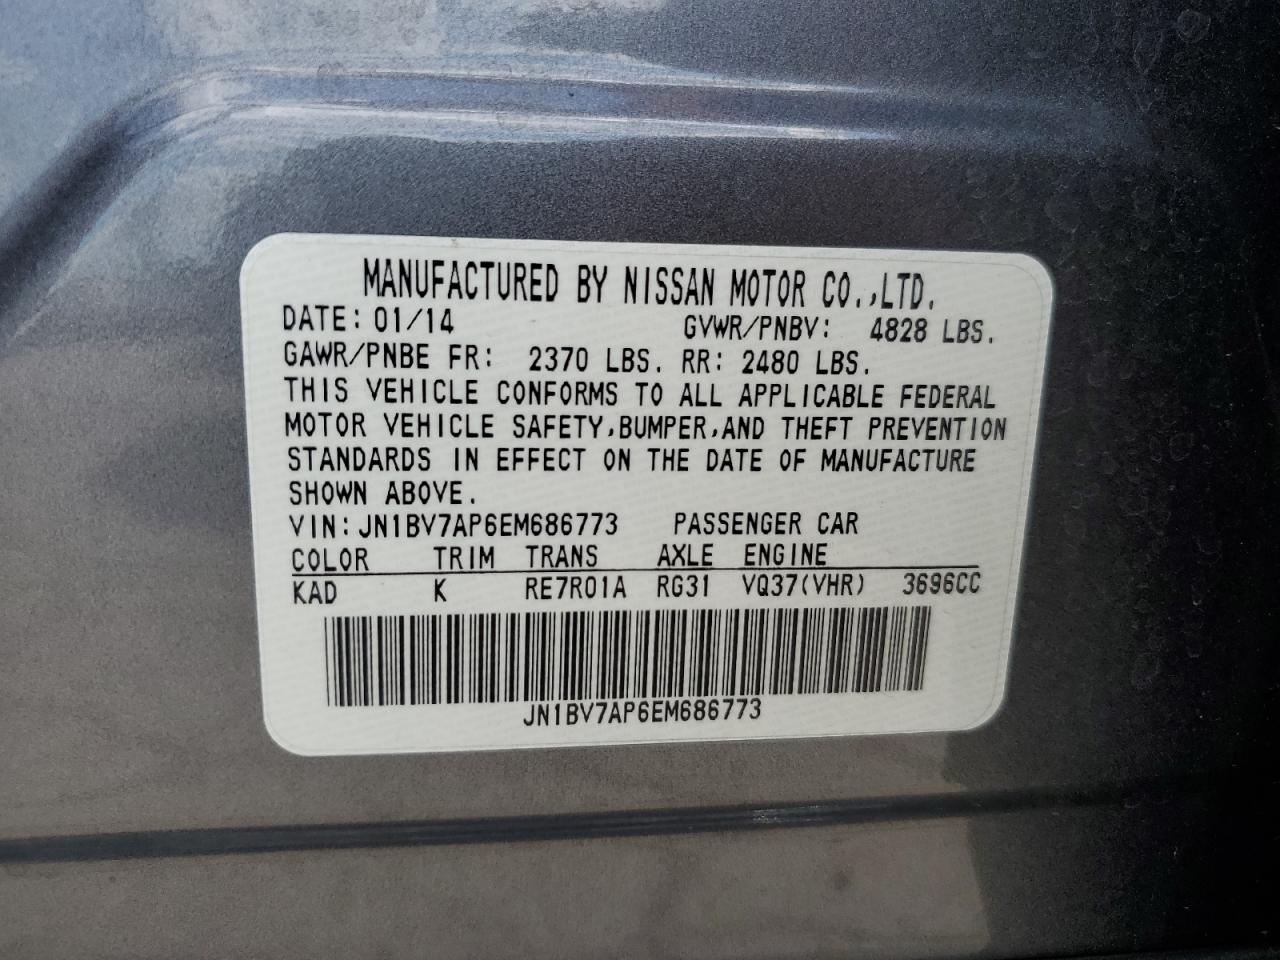 MANUFACTURED BY NISSAN MOTOR CO.,LTD.
DATE: 01/14 GVWR/PNBV: 4828 LBS.
GAWR/PNBE FR: 2370 LBS. RR: 2480 LBS.
THIS VEHICLE CONFORMS TO ALL APPLICABLE FEDERAL
MOTOR VEHICLE SAFETY,BUMPER,AND THEFT PREVENTION
STANDARDS IN EFFECT ON THE DATE OF MANUFACTURE
SHOWN ABOVE.
VIN:JN1BV7AP6EM686773 PASSENGER CAR
COLOR TRIM TRANS AXLE ENGINE
KAD K RE7R01A RG31 VQ37(VHR) 3696CC
JN1BV7AP6EM686773